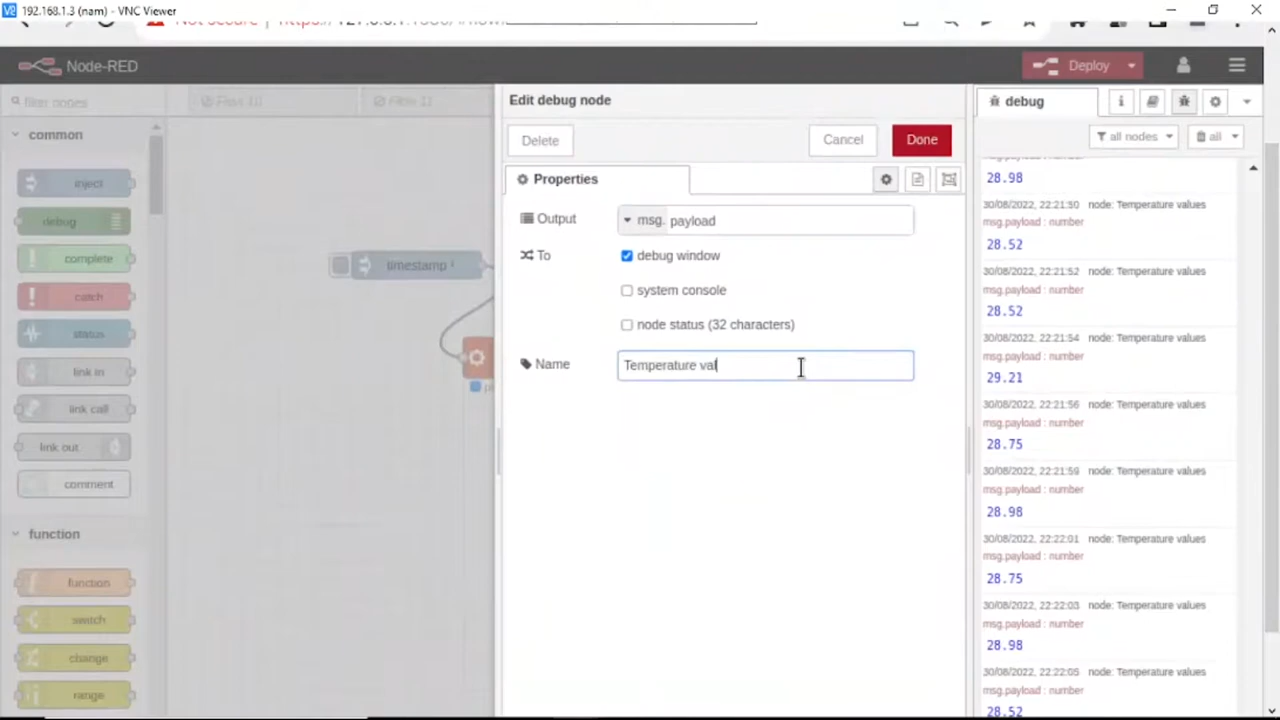 192.168.1.3 (nam) - VNC Viewer
Not Secure
Node-RED
Deploy
filter nodes
common
inject
debug
complete
catch
status
link in
link call
link out
comment
function
function
switch
change
range
timestamp
Edit debug node
Delete
Cancel
Done
Properties
Output
msg. payload
To
debug window
system console
node status (32 characters)
Name
Temperature val
debug
all nodes
all
28.98
30/08/2022, 22:21:50 node: Temperature values
msg.payload : number
28.52
30/08/2022, 22:21:52 node: Temperature values
msg.payload : number
28.52
30/08/2022, 22:21:54 node: Temperature values
msg.payload : number
29.21
30/08/2022, 22:21:56 node: Temperature values
msg.payload : number
28.75
30/08/2022, 22:21:59 node: Temperature values
msg.payload : number
28.98
30/08/2022, 22:22:01 node: Temperature values
msg.payload : number
28.75
30/08/2022, 22:22:03 node: Temperature values
msg.payload : number
28.98
30/08/2022, 22:22:05 node: Temperature values
msg.payload : number
28.52